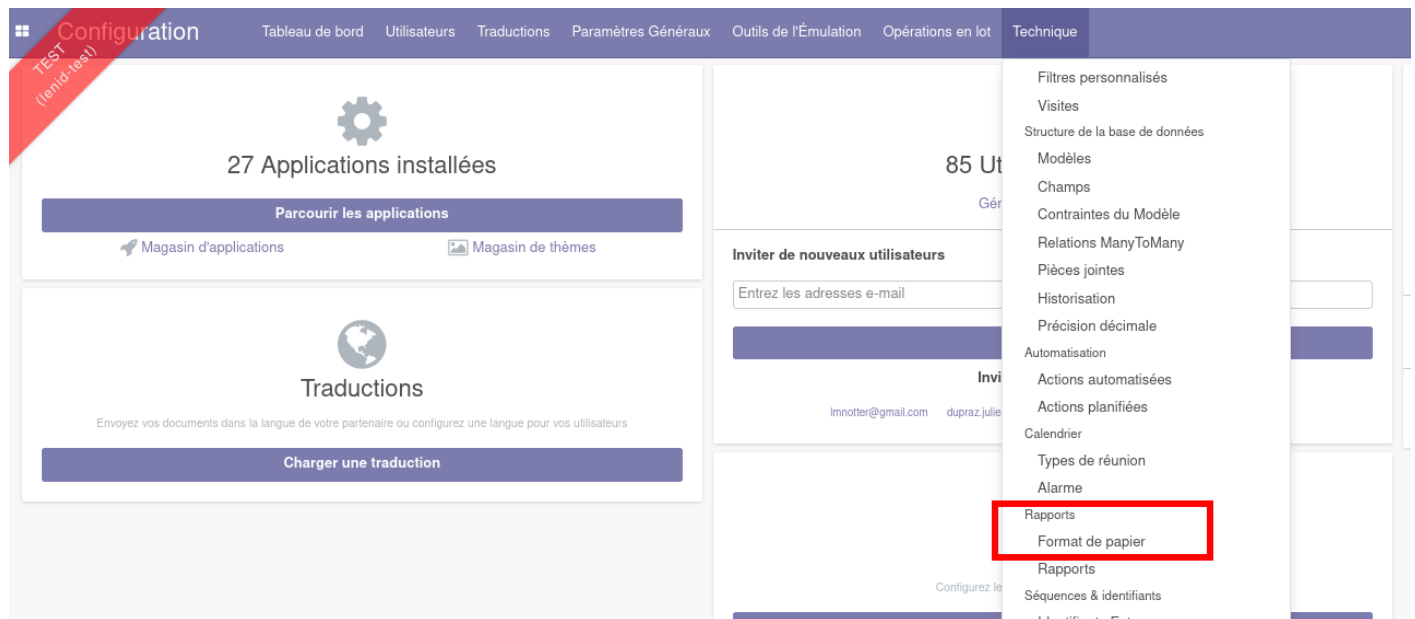 Configuration
Tableau de bord
Utilisateurs
Traductions
Paramètres Généraux
Outils de l'Émulation
Opérations en lot
Technique
TEST
(lenid-test)
27 Applications installées
Parcourir les applications
Magasin d'applications
Magasin de thèmes
Traductions
Envoyez vos documents dans la langue de votre partenaire ou configurez une langue pour vos utilisateurs
Charger une traduction
85
Inviter de nouveaux utilisateurs
Entrez les adresses e-mail
lmnotter@gmail.com
dupraz.julie
Configurez le
Filtres personnalisés
Visites
Structure de la base de données
Modèles
Champs
Contraintes du Modèle
Relations ManyToMany
Pièces jointes
Historisation
Précision décimale
Automatisation
Actions automatisées
Actions planifiées
Calendrier
Types de réunion
Alarme
Rapports
Format de papier
Rapports
Séquences & identifiants